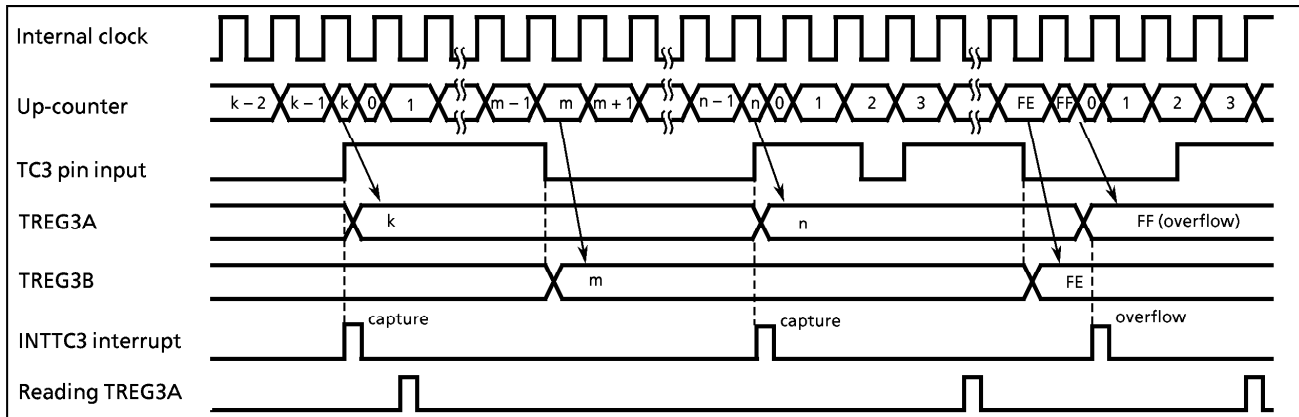 Internal clock
Up-counter k – 2 k – 1 k 0 1 m – 1 m m + 1 n – 1 n 0 1 2 3 FE FF 0 1 2 3
TC3 pin input
TREG3A k n FF (overflow)
TREG3B m FE
capture capture overflow
INTTC3 interrupt
Reading TREG3A